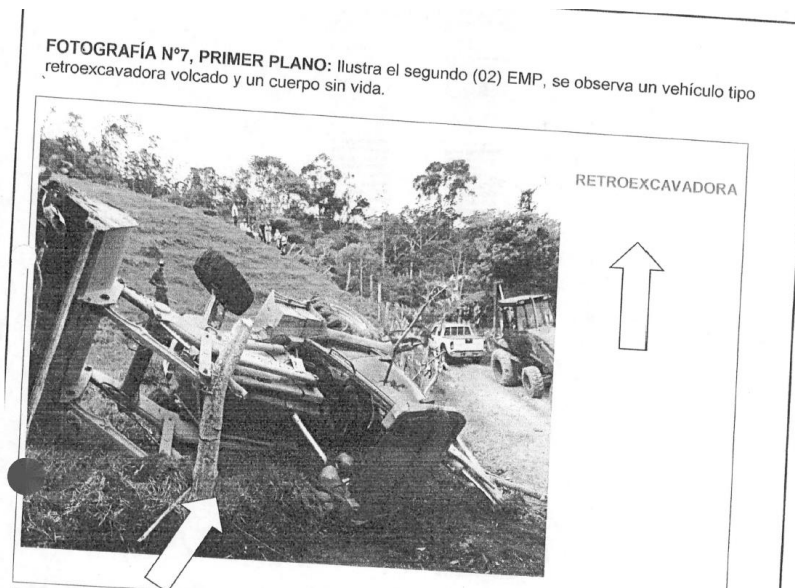 FOTOGRAFÍA Nº7, PRIMER PLANO: Ilustra el segundo (02) EMP, se observa un vehículo tipo
retroexcavadora volcado y un cuerpo sin vida.
RETROEXCAVADORA